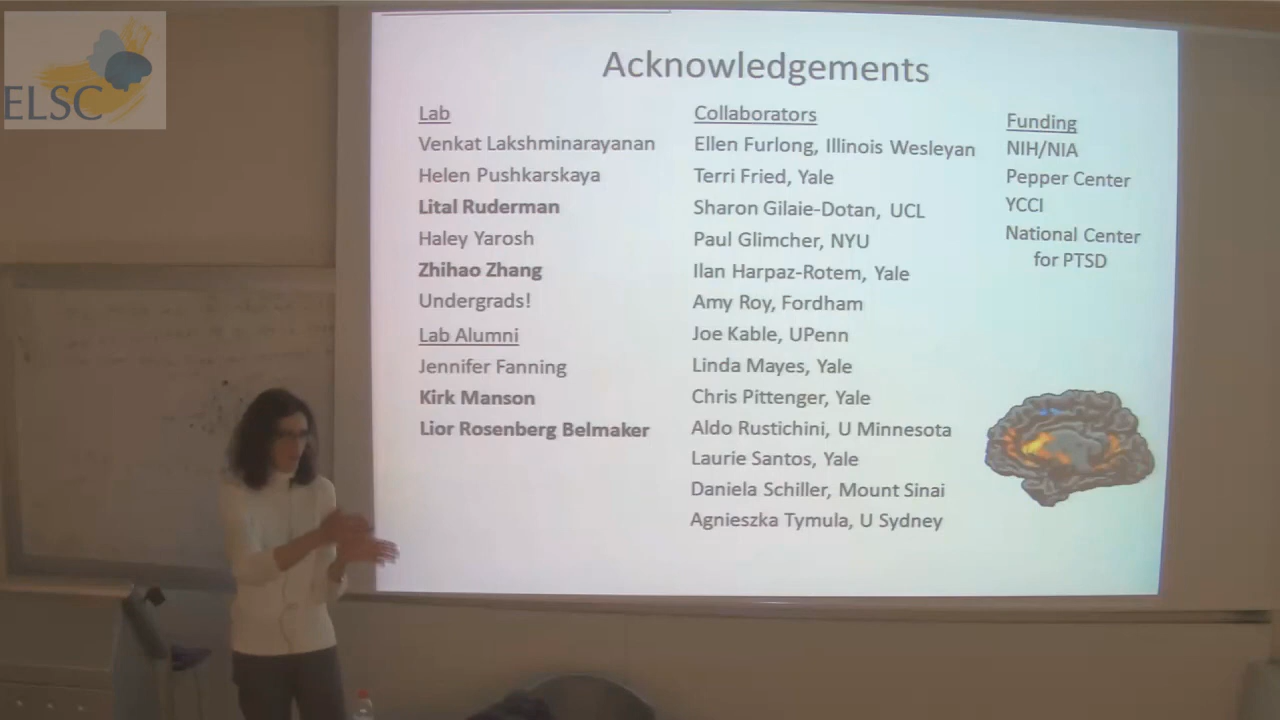 ELSC
Acknowledgements
Lab
Venkat Lakshminarayanan
Helen Pushkarskaya
Lital Ruderman
Haley Yarosh
Zhihao Zhang
Undergrads!
Lab Alumni
Jennifer Fanning
Kirk Manson
Lior Rosenberg Belmaker
Collaborators
Ellen Furlong, Illinois Wesleyan
Terri Fried, Yale
Sharon Gilaie-Dotan, UCL
Paul Glimcher, NYU
Ilan Harpaz-Rotem, Yale
Amy Roy, Fordham
Joe Kable, UPenn
Linda Mayes, Yale
Chris Pittenger, Yale
Aldo Rustichini, U Minnesota
Laurie Santos, Yale
Daniela Schiller, Mount Sinai
Agnieszka Tymula, U Sydney
Funding
NIH/NIA
Pepper Center
YCCI
National Center
for PTSD